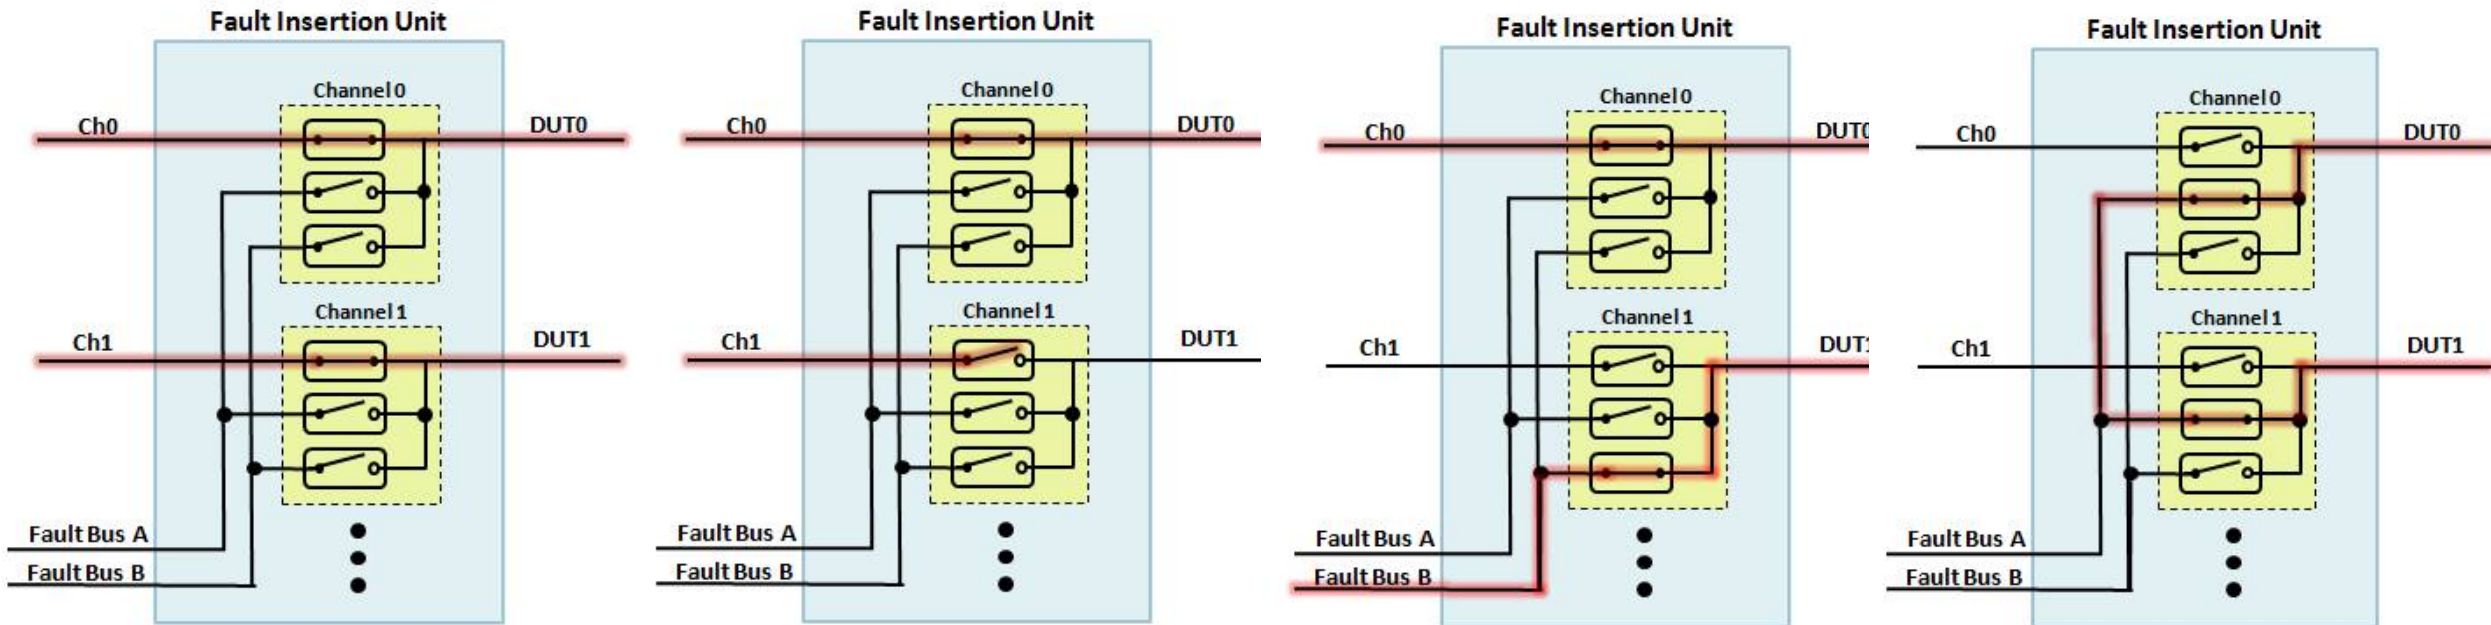 Fault Insertion Unit
Channel 0
Ch0
DUT0
Channel 1
Ch1
DUT1
Fault Bus A
Fault Bus B
Fault Insertion Unit
Channel 0
Ch0
DUT0
Channel 1
Ch1
DUT1
Fault Bus A
Fault Bus B
Fault Insertion Unit
Channel 0
Ch0
DUT0
Channel 1
Ch1
DUT1
Fault Bus A
Fault Bus B
Fault Insertion Unit
Channel 0
Ch0
DUT0
Channel 1
Ch1
DUT1
Fault Bus A
Fault Bus B